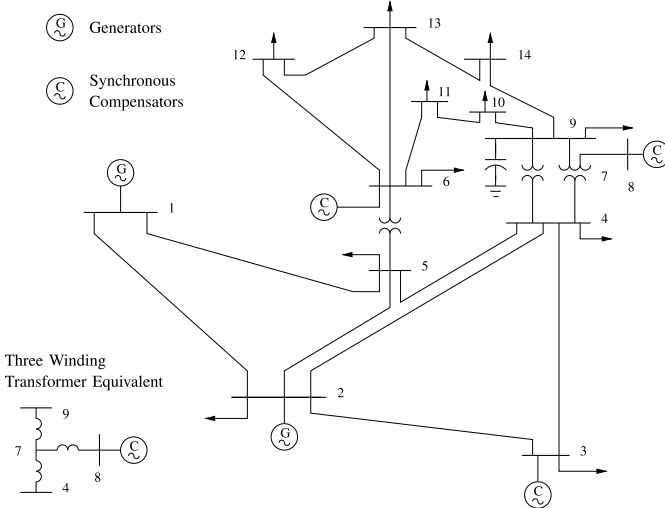 G
Generators
C
Synchronous
Compensators
13
12
14
11
10
9
C
7
8
G
6
C
1
4
5
Three Winding
Transformer Equivalent
2
9
G
7
C
8
3
4
C